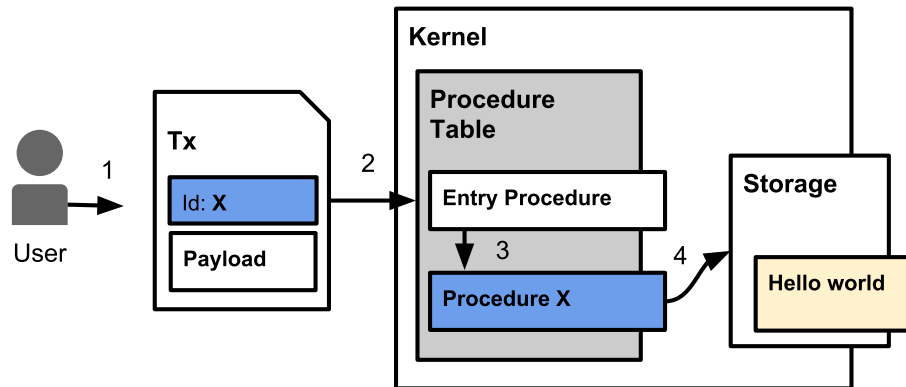 Kernel
Procedure
Table
Tx
1
2
Id: X
Entry Procedure
Storage
User
Payload
3
4
Procedure X
Hello world